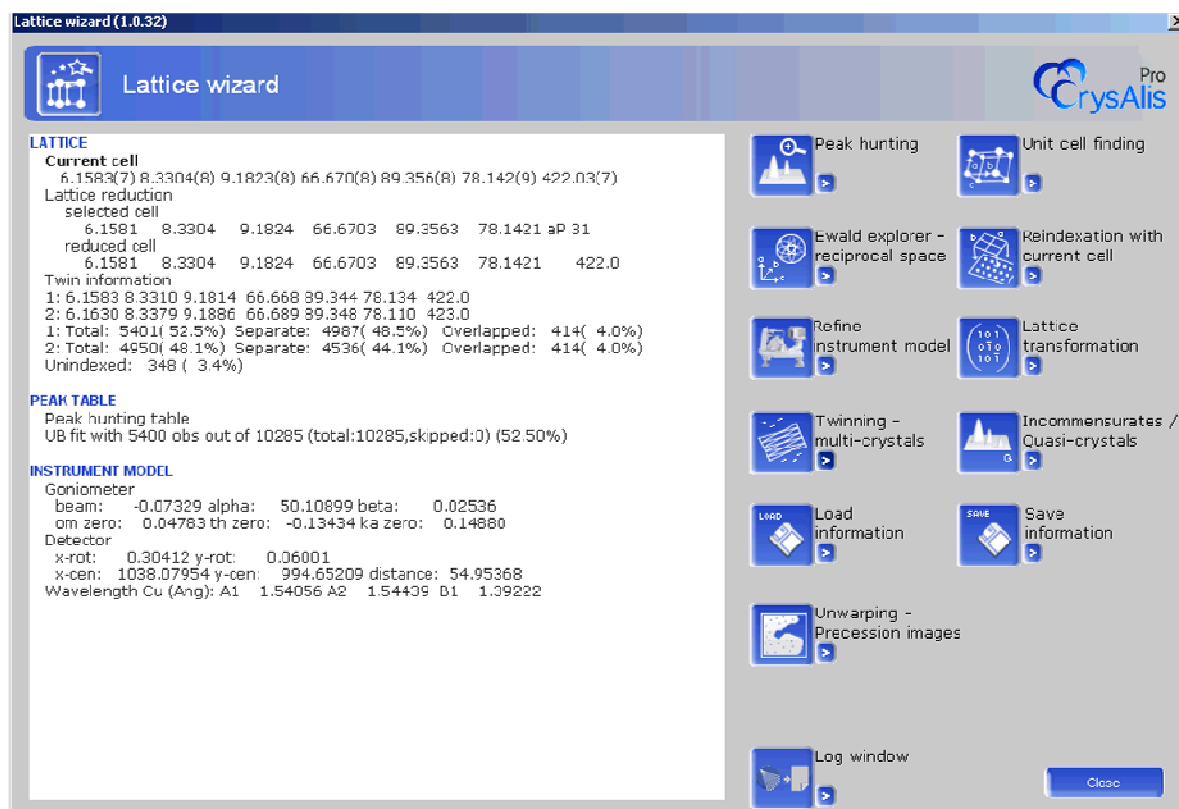 Lattice wizard (1.0.32)
Lattice wizard
CrysAlis Pro
LATTICE
Current cell
6.1583(7) 8.3304(8) 9.1823(8) 66.670(8) 89.356(8) 78.142(9) 422.03(7)
Lattice reduction
selected cell
6.1581 8.3304 9.1824 66.6703 89.3563 78.1421 aP 31
reduced cell
6.1581 8.3304 9.1824 66.6703 89.3563 78.1421 422.0
Twin information
1: 6.1583 8.3310 9.1814 66.668 89.344 78.134 422.0
2: 6.1630 8.3379 9.1886 66.689 89.348 78.110 423.0
1: Total: 5401( 52.5%) Separate: 4987( 48.5%) Overlapped: 414( 4.0%)
2: Total: 4950( 48.1%) Separate: 4536( 44.1%) Overlapped: 414( 4.0%)
Unindexed: 348 ( 3.4%)
PEAK TABLE
Peak hunting table
UB fit with 5400 obs out of 10285 (total:10285,skipped:0) (52.50%)
INSTRUMENT MODEL
Goniometer
beam: -0.07329 alpha: 50.10899 beta: 0.02536
om zero: 0.04783 th zero: -0.13434 ka zero: 0.14880
Detector
x-rot: 0.30412 y-rot: 0.06001
x-cen: 1038.07954 y-cen: 994.65209 distance: 54.95368
Wavelength Cu (Ang): A1 1.54056 A2 1.54439 B1 1.39222
Peak hunting
Unit cell finding
Ewald explorer -
reciprocal space
Reindexation with
current cell
Refine
instrument model
Lattice
transformation
Twinning -
multi-crystals
Incommensurates /
Quasi-crystals
LOAD
Load
information
SAVE
Save
information
Unwarping -
Precession images
Log window
Close